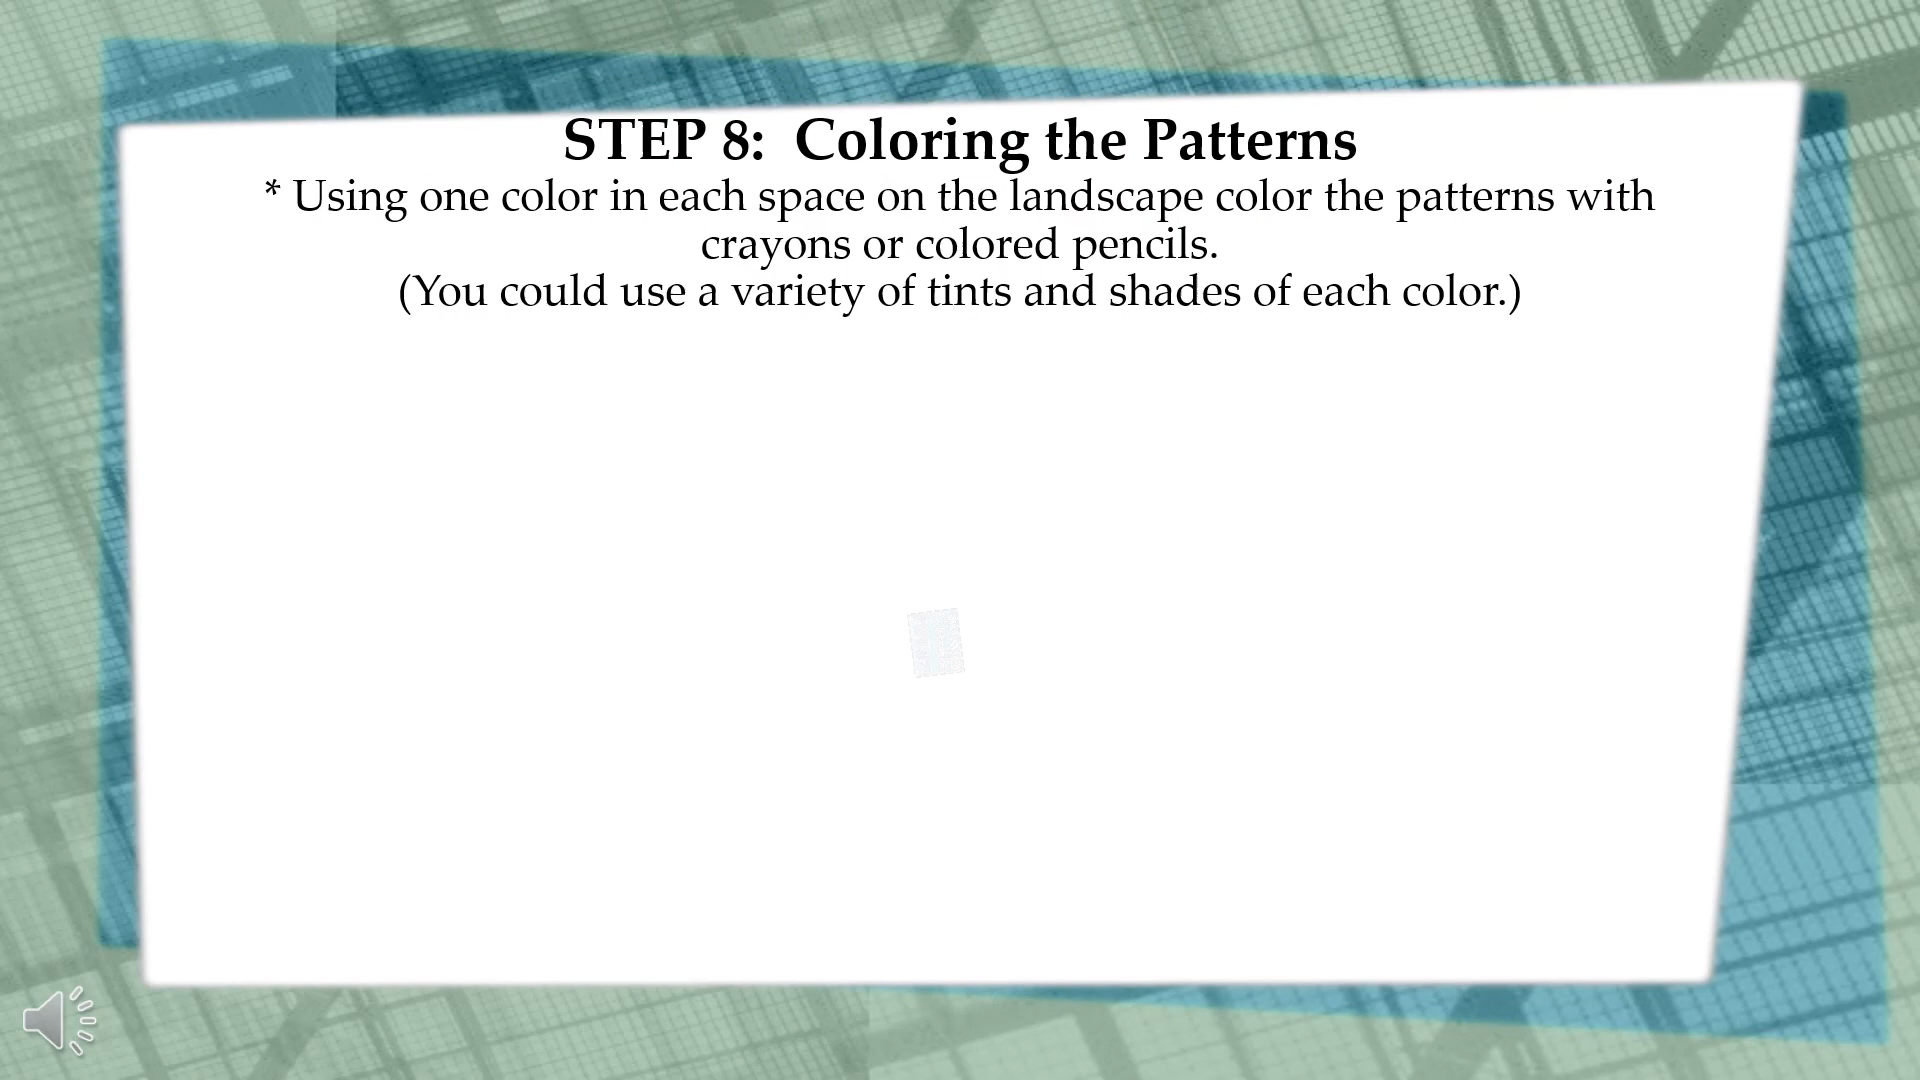 STEP 8:  Coloring the Patterns
* Using one color in each space on the landscape color the patterns with
crayons or colored pencils.
(You could use a variety of tints and shades of each color.)